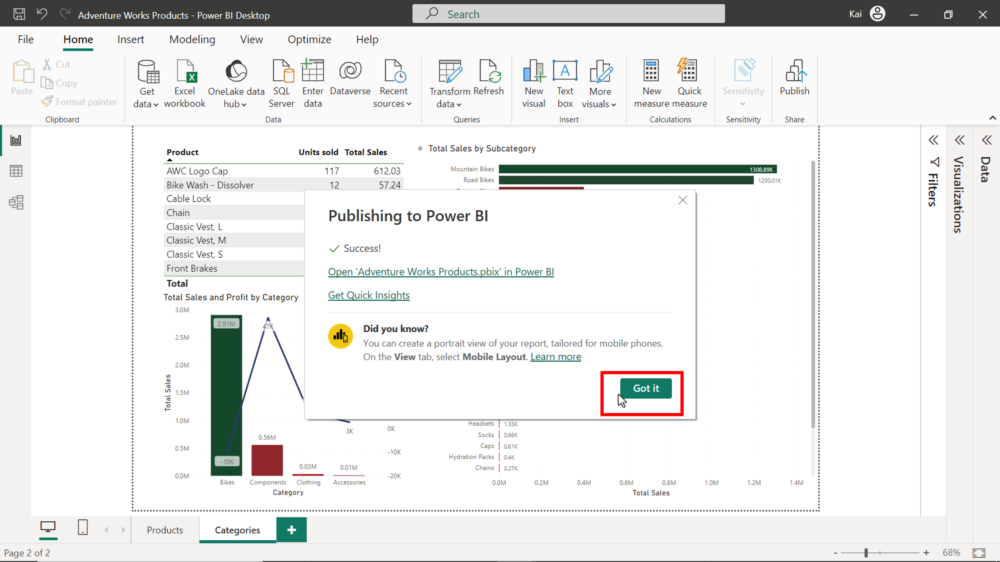 Adventure Works Products - Power BI Desktop
Search
Kai
File Home Insert Modeling View Optimize Help
Paste
Cut
Copy
Format painter
Clipboard
Get data
Excel workbook
OneLake data hub
SQL Server
Enter data
Dataverse
Recent sources
Data
Transform data
Refresh
Queries
New visual
Text box
More visuals
Insert
New measure
Quick measure
Calculations
Sensitivity
Sensitivity
Publish
Share
Product Units sold Total Sales
AWC Logo Cap 117 612.03
Bike Wash - Dissolver 12 57.24
Cable Lock
Chain
Classic Vest, L
Classic Vest, M
Classic Vest, S
Front Brakes
Total
Total Sales by Subcategory
Mountain Bikes 1308.89K
Road Bikes 1200.01K
Publishing to Power BI
Success!
Open 'Adventure Works Products.pbix' in Power BI
Get Quick Insights
Did you know?
You can create a portrait view of your report, tailored for mobile phones.
On the View tab, select Mobile Layout. Learn more
Got it
Headsets 1.33K
Socks 0.66K
Caps 0.61K
Hydration Packs 0.4K
Chains 0.27K
0.0M 0.2M 0.4M 0.6M 0.8M 1.0M 1.2M 1.4M
Total Sales
Total Sales and Profit by Category
3.0M
2.5M
2.0M
1.5M
1.0M
0.5M
0.0M
Total Sales
2.91M
47K
-10K
0.56M
0.03M
0.01M
3K
0K
-10K
-20K
Bikes Components Clothing Accessories
Category
Filters
Visualizations
Data
Products
Categories
Page 2 of 2
- + 68%